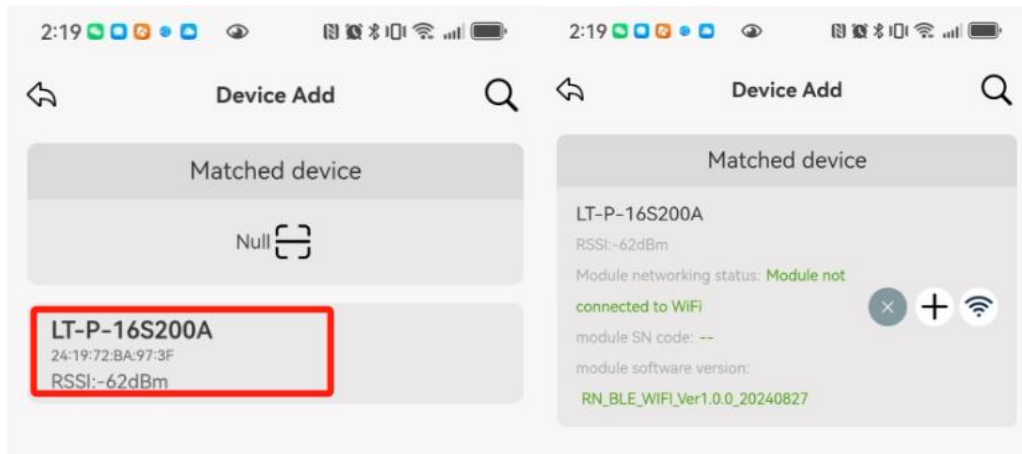 2:19
Device Add
Matched device
Null
LT-P-16S200A
24:19:72:BA:97:3F
RSSI:-62dBm
2:19
Device Add
Matched device
LT-P-16S200A
RSSI:-62dBm
Module networking status: Module not
connected to WiFi
module SN code: --
module software version:
RN_BLE_WIFI_Ver1.0.0_20240827